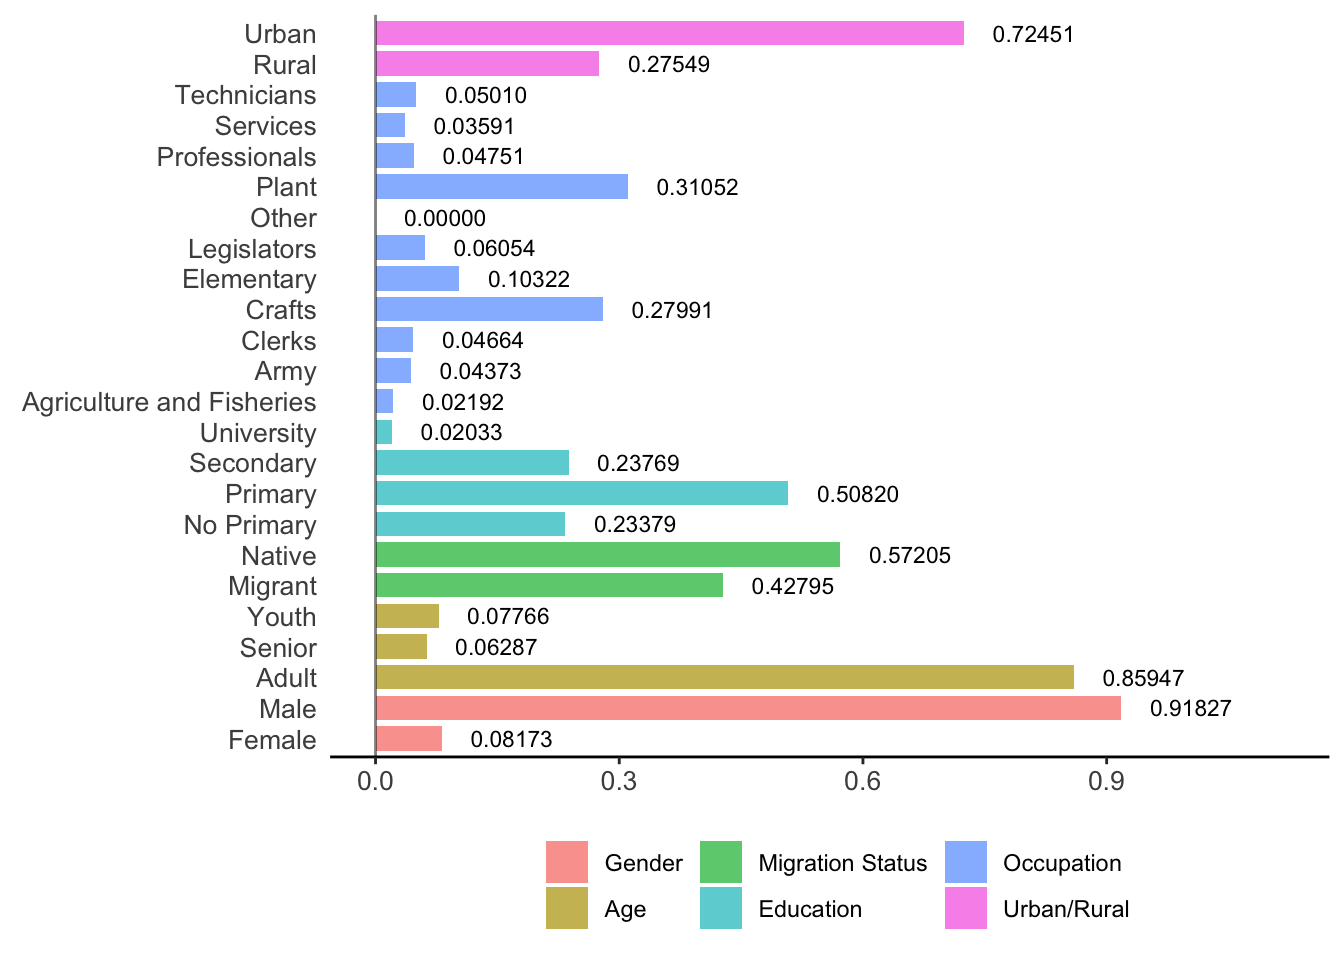 Urban 0.72451
Rural 0.27549
Technicians 0.05010
Services 0.03591
Professionals 0.04751
Plant 0.31052
Other 0.00000
Legislators 0.06054
Elementary 0.10322
Crafts 0.27991
Clerks 0.04664
Army 0.04373
Agriculture and Fisheries 0.02192
University 0.02033
Secondary 0.23769
Primary 0.50820
No Primary 0.23379
Native 0.57205
Migrant 0.42795
Youth 0.07766
Senior 0.06287
Adult 0.85947
Male 0.91827
Female 0.08173
0.0 0.3 0.6 0.9
Gender Migration Status Occupation
Age Education Urban/Rural